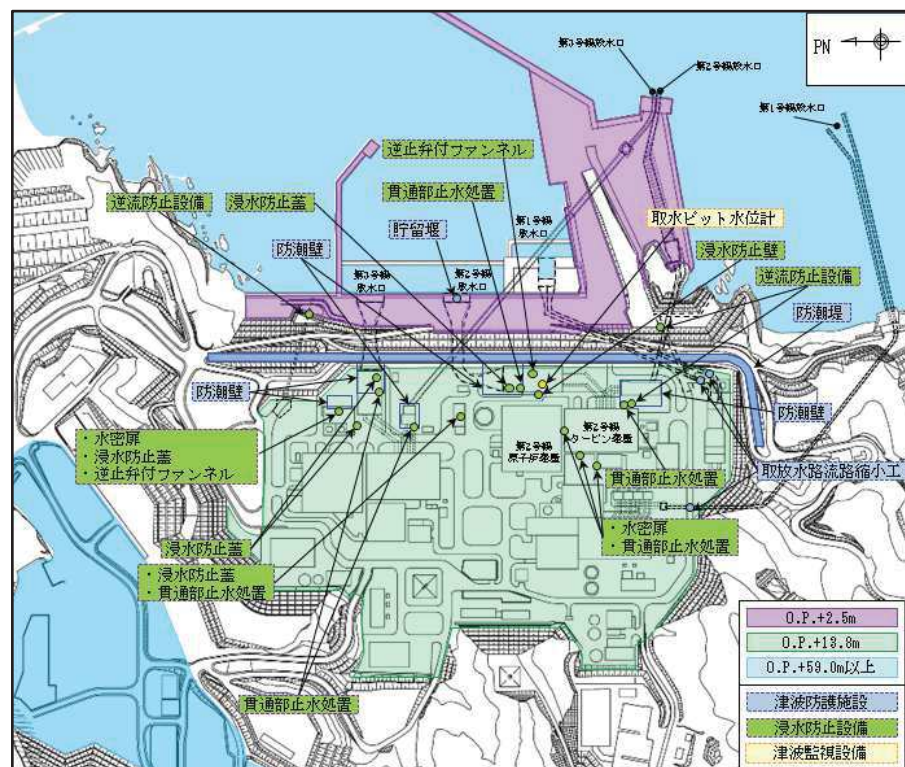 PN
第3号機放水口
第2号機放水口
第1号機放水口
逆止弁付ファンネル
貫通部止水処置
逆流防止設備
浸水防止蓋
取水ピット水位計
防潮壁
貯留堰
第1号機
取水口
浸水防止壁
第3号機
取水口
第2号機
取水口
逆流防止設備
防潮堤
防潮壁
防潮壁
・水密扉
・浸水防止蓋
・逆止弁付ファンネル
第2号機
原子炉建屋
第2号機
タービン建屋
貫通部止水処置
取放水路流路縮小工
浸水防止蓋
・浸水防止蓋
・貫通部止水処置
・水密扉
・貫通部止水処置
貫通部止水処置
O.P.+2.5m
O.P.+13.8m
O.P.+59.0m以上
津波防護施設
浸水防止設備
津波監視設備